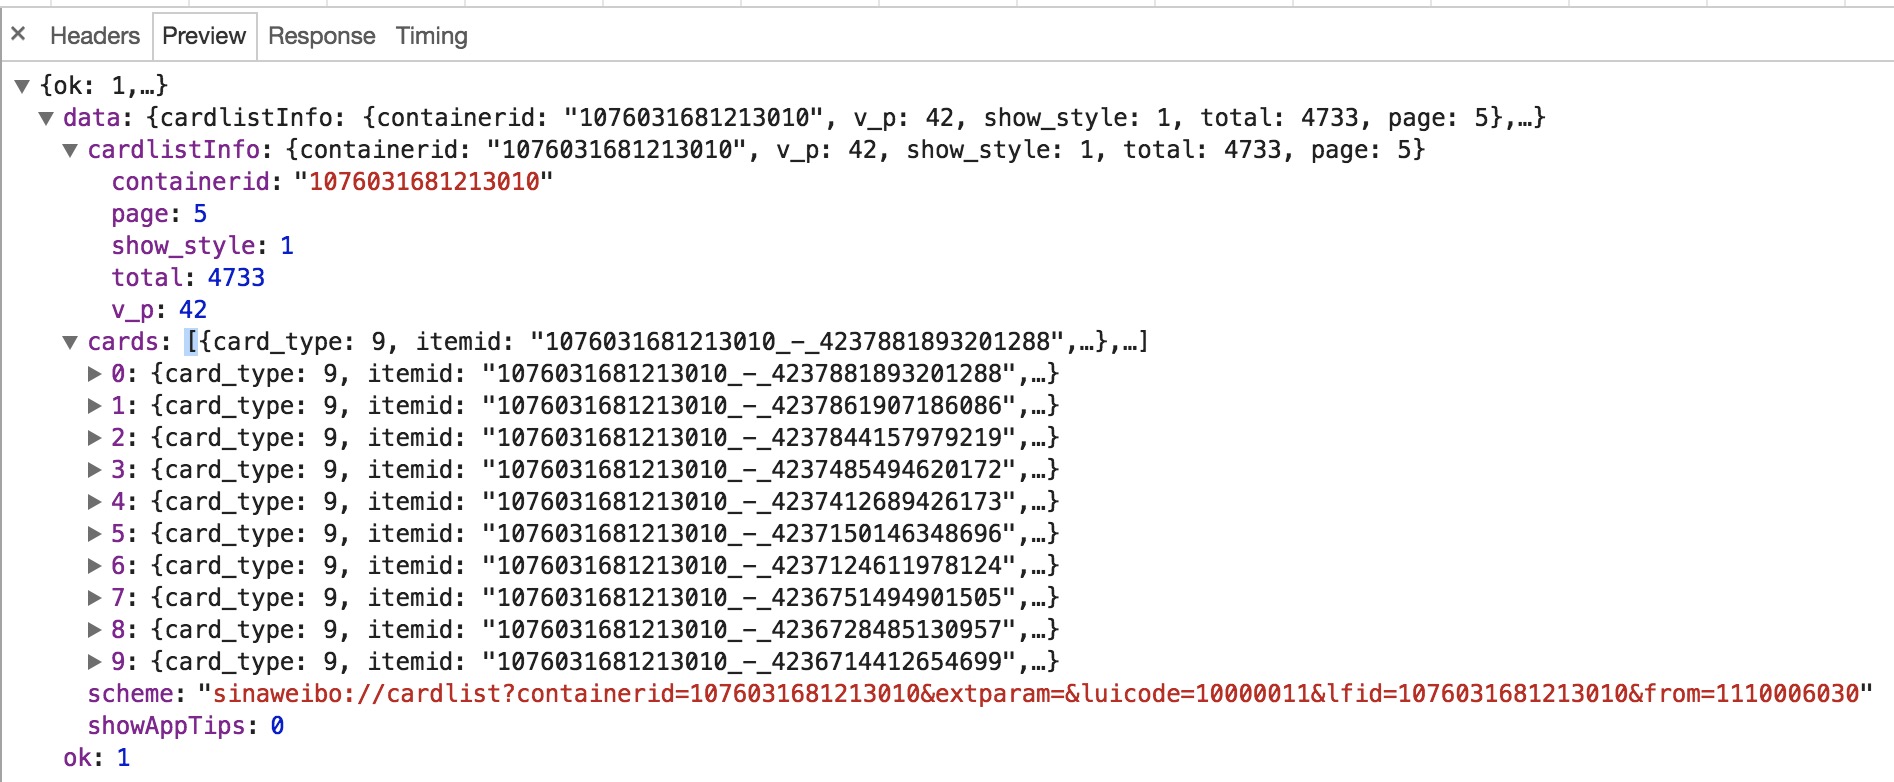 × Headers Preview Response Timing
▼ {ok: 1,…}
▼ data: {cardlistInfo: {containerid: "1076031681213010", v_p: 42, show_style: 1, total: 4733, page: 5},…}
▼ cardlistInfo: {containerid: "1076031681213010", v_p: 42, show_style: 1, total: 4733, page: 5}
containerid: "1076031681213010"
page: 5
show_style: 1
total: 4733
v_p: 42
▼ cards: [{card_type: 9, itemid: "1076031681213010_-_4237881893201288",…},…]
▶ 0: {card_type: 9, itemid: "1076031681213010_-_4237881893201288",…}
▶ 1: {card_type: 9, itemid: "1076031681213010_-_4237861907186086",…}
▶ 2: {card_type: 9, itemid: "1076031681213010_-_4237844157979219",…}
▶ 3: {card_type: 9, itemid: "1076031681213010_-_4237485494620172",…}
▶ 4: {card_type: 9, itemid: "1076031681213010_-_4237412689426173",…}
▶ 5: {card_type: 9, itemid: "1076031681213010_-_4237150146348696",…}
▶ 6: {card_type: 9, itemid: "1076031681213010_-_4237124611978124",…}
▶ 7: {card_type: 9, itemid: "1076031681213010_-_4236751494901505",…}
▶ 8: {card_type: 9, itemid: "1076031681213010_-_4236728485130957",…}
▶ 9: {card_type: 9, itemid: "1076031681213010_-_4236714412654699",…}
scheme: "sinaweibo://cardlist?containerid=1076031681213010&extparam=&luicode=10000011&lfid=1076031681213010&from=1110006030"
showAppTips: 0
ok: 1